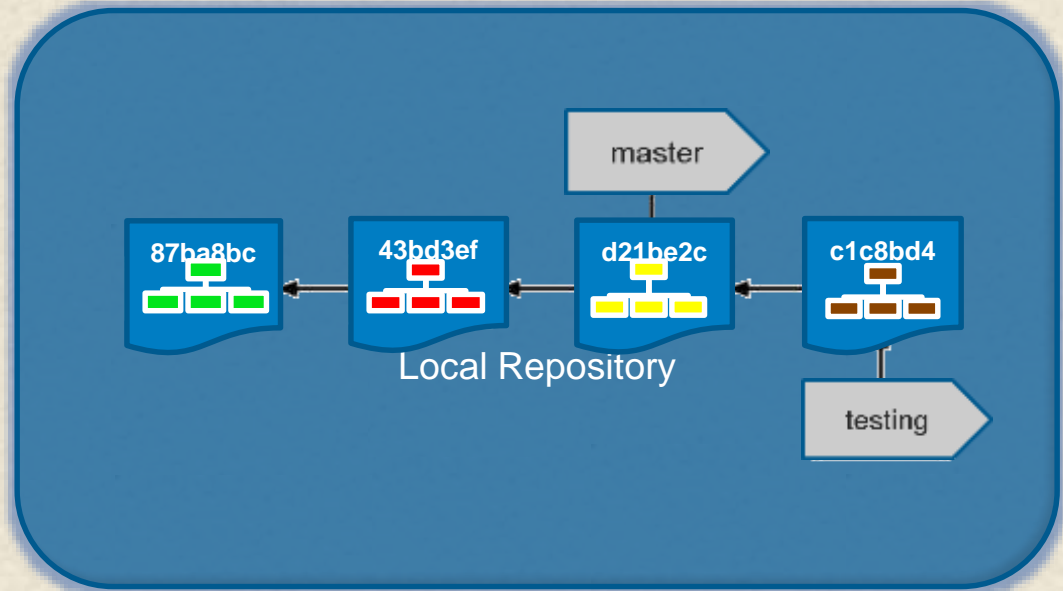 master
87ba8bc
43bd3ef
d21be2c
c1c8bd4
Local Repository
testing